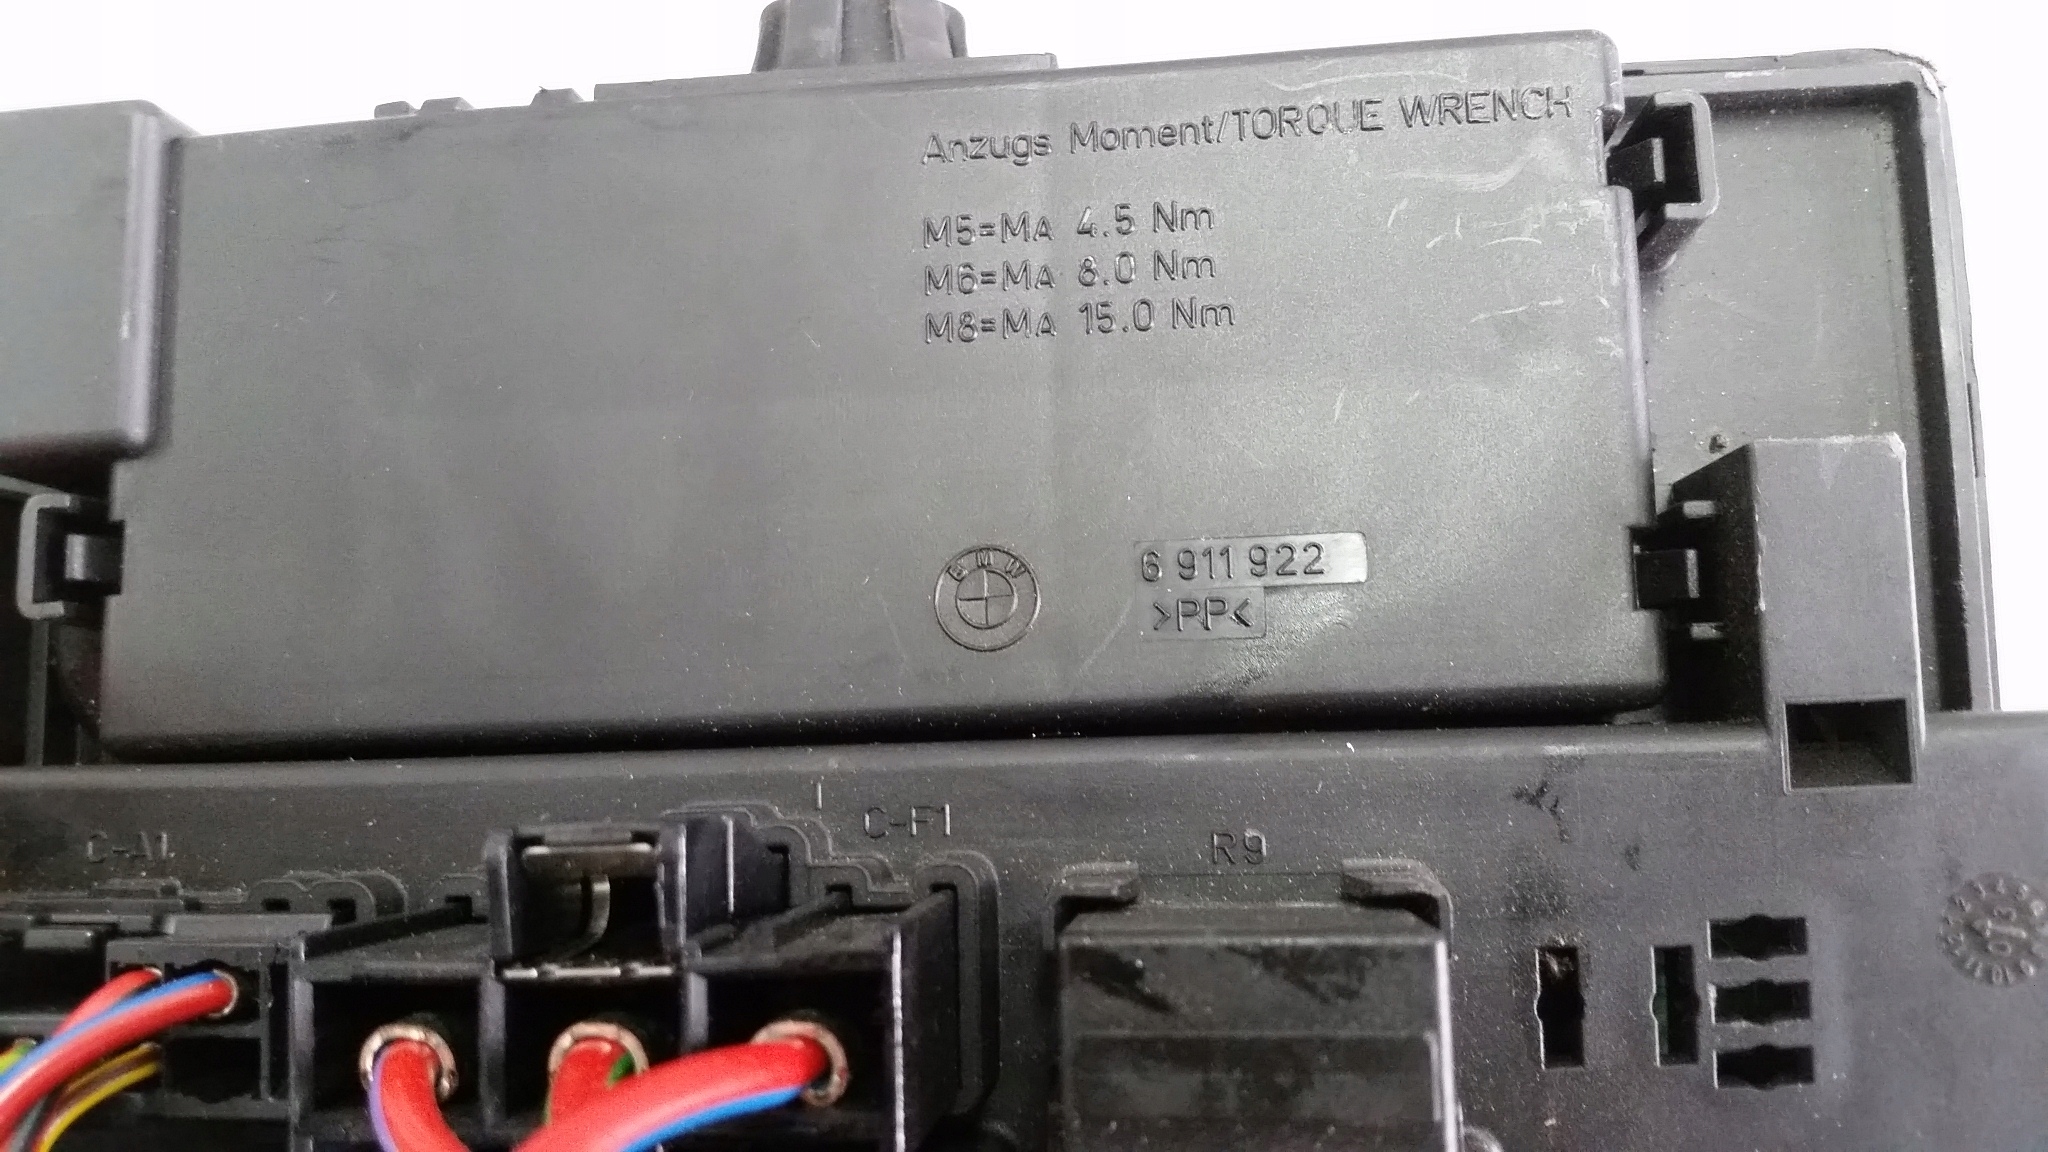 Anzugs Moment/TORQUE WRENCH
M5=MA 4.5 Nm
M6=MA 8.0 Nm
M8=MA 15.0 Nm
BMW
6 911 922
>PP<
C-A1
C-F1
R9